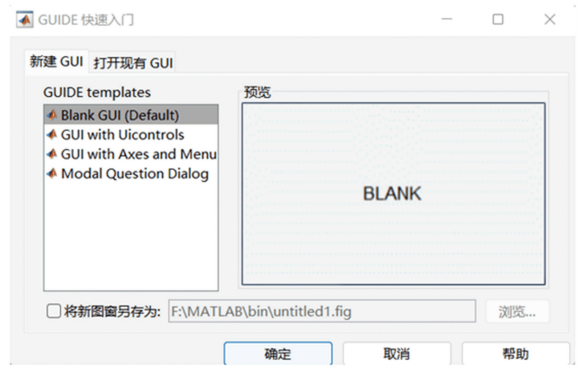 GUIDE 快速入门
新建 GUI 打开现有 GUI
GUIDE templates
预览
Blank GUI (Default)
GUI with Uicontrols
GUI with Axes and Menu
Modal Question Dialog
BLANK
将新图窗另存为: F:\MATLAB\bin\untitled1.fig 浏览...
确定 取消 帮助